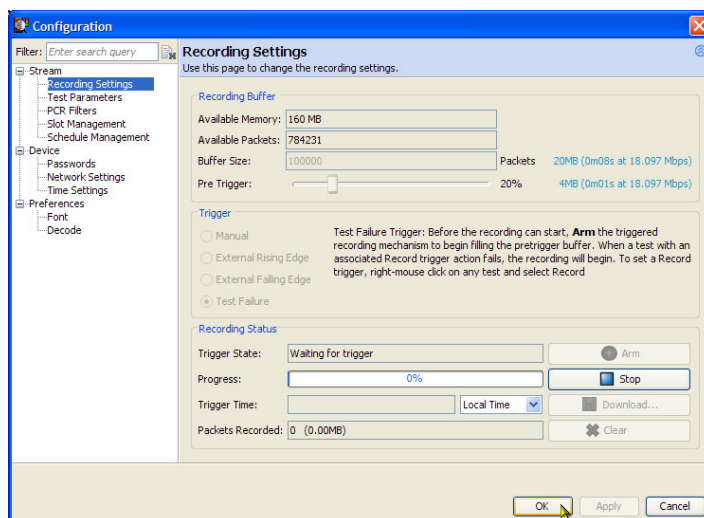 Configuration
Filter: Enter search query
Stream
Recording Settings
Test Parameters
PCR Filters
Slot Management
Schedule Management
Device
Passwords
Network Settings
Time Settings
Preferences
Font
Decode
Recording Settings
Use this page to change the recording settings.
Recording Buffer
Available Memory: 160 MB
Available Packets: 784231
Buffer Size: 100000 Packets 20MB (0m08s at 18.097 Mbps)
Pre Trigger: 20% 4MB (0m01s at 18.097 Mbps)
Trigger
Manual
External Rising Edge
External Falling Edge
Test Failure
Test Failure Trigger: Before the recording can start, Arm the triggered
recording mechanism to begin filling the pretrigger buffer. When a test with an
associated Record trigger action fails, the recording will begin. To set a Record
trigger, right-mouse click on any test and select Record
Recording Status
Trigger State: Waiting for trigger Arm
Progress: 0% Stop
Trigger Time: Local Time Download...
Packets Recorded: 0 (0.00MB) Clear
OK Apply Cancel